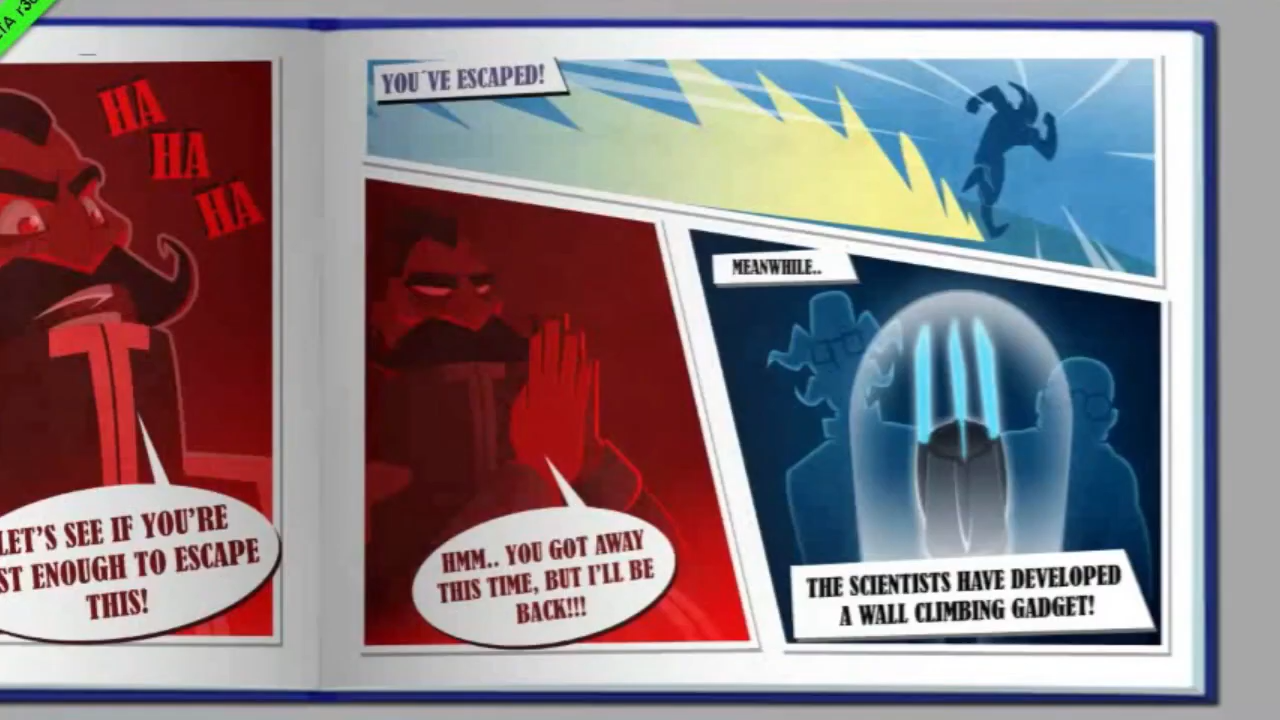 HA
HA
HA
LET'S SEE IF YOU'RE
ENOUGH TO ESCAPE
THIS!
YOU´VE ESCAPED!
HMM.. YOU GOT AWAY
THIS TIME, BUT I'LL BE
BACK!!!
MEANWHILE..
THE SCIENTISTS HAVE DEVELOPED
A WALL CLIMBING GADGET!